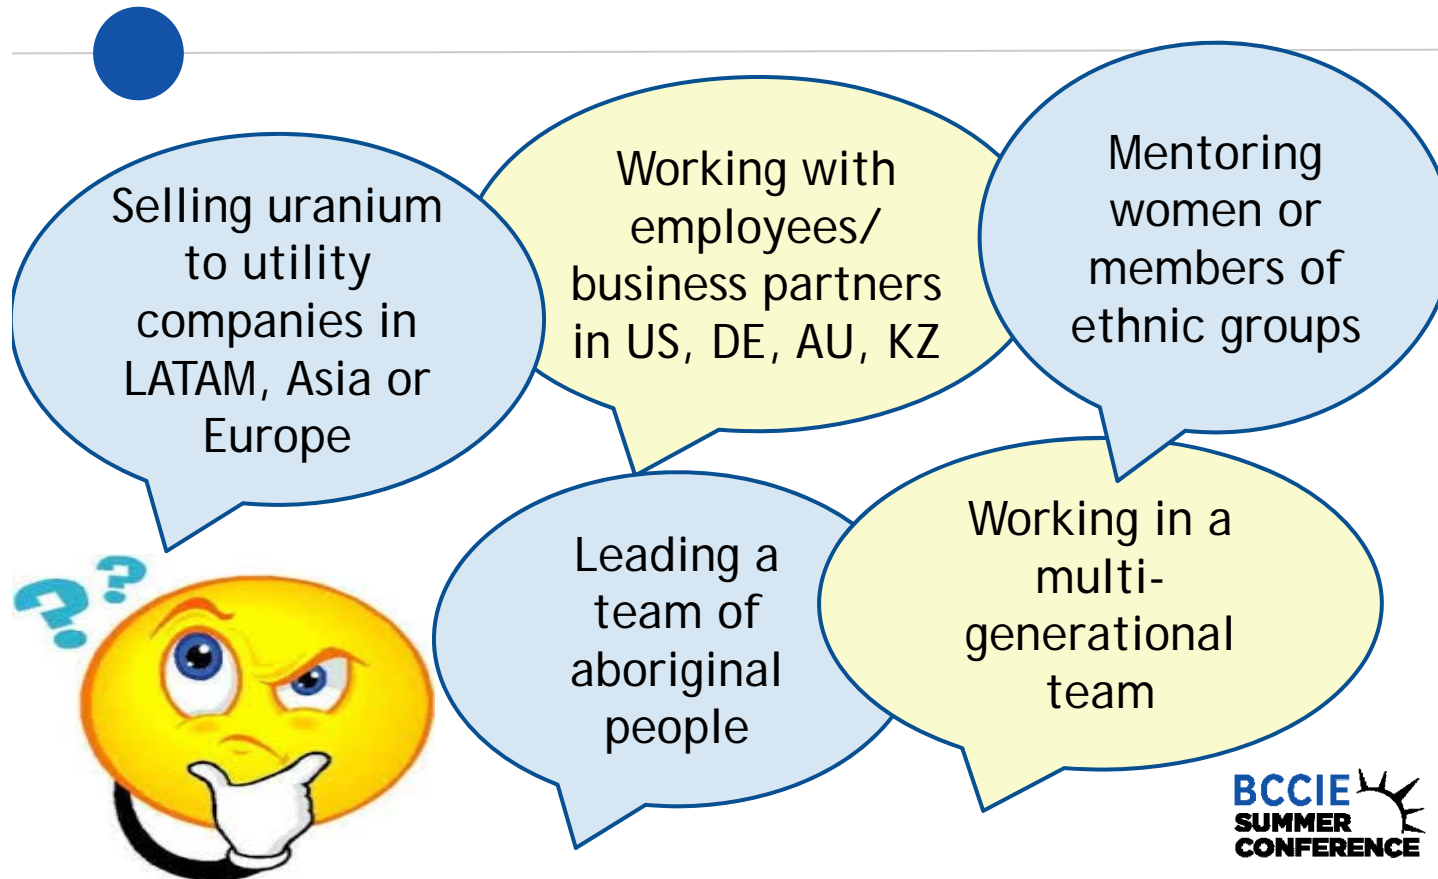 Selling uranium
to utility
companies in
LATAM, Asia or
Europe
Working with
employees/
business partners
in US, DE, AU, KZ
Mentoring
women or
members of
ethnic groups
Leading a
team of
aboriginal
people
Working in a
multi-
generational
team
??
BCCIE
SUMMER
CONFERENCE